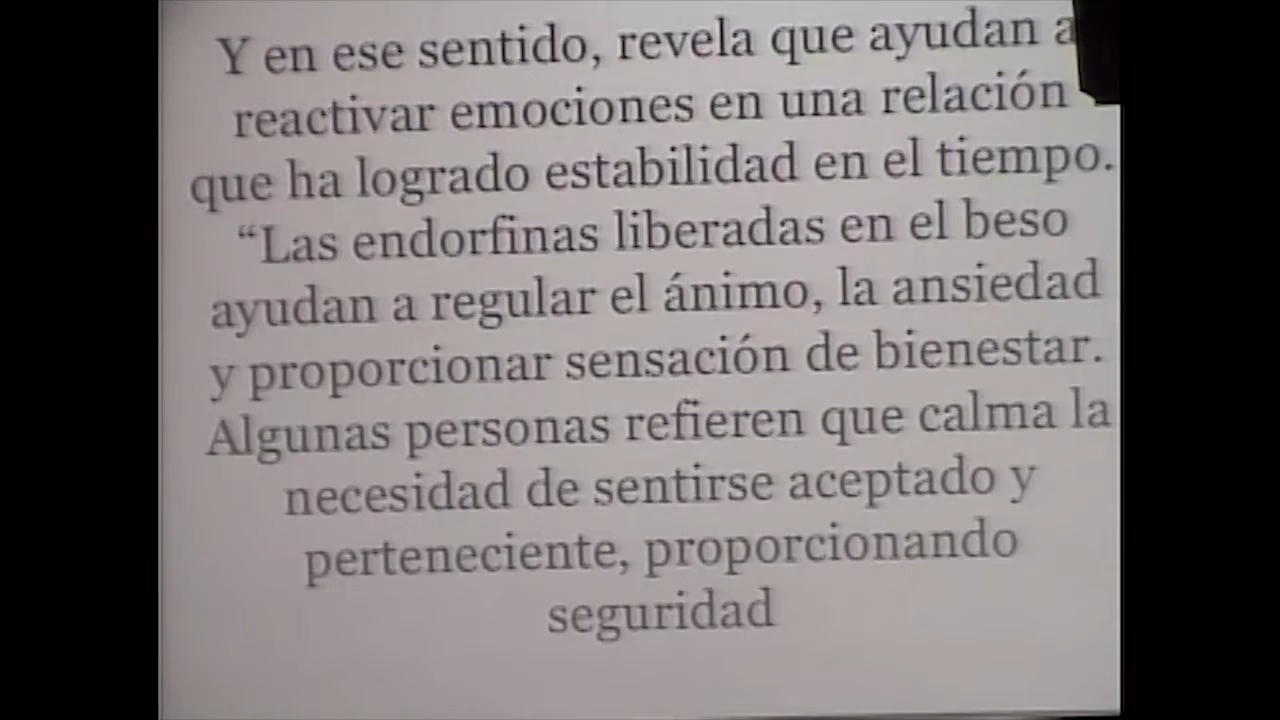 Y en ese sentido, revela que ayudan a
reactivar emociones en una relación
que ha logrado estabilidad en el tiempo.
“Las endorfinas liberadas en el beso
ayudan a regular el ánimo, la ansiedad
y proporcionar sensación de bienestar.
Algunas personas refieren que calma la
necesidad de sentirse aceptado y
perteneciente, proporcionando
seguridad